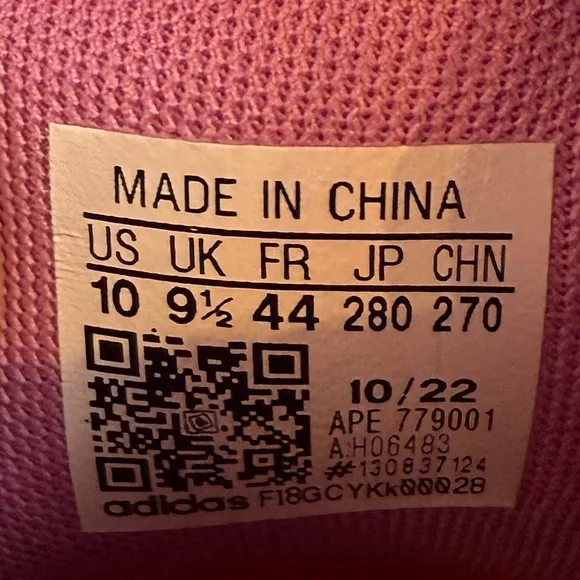 MADE IN CHINA
US UK FR JP CHN
10 9½ 44 280 270
10/22
APE 779001
A:H06483
#130837124
adidas F18GCYKk00028